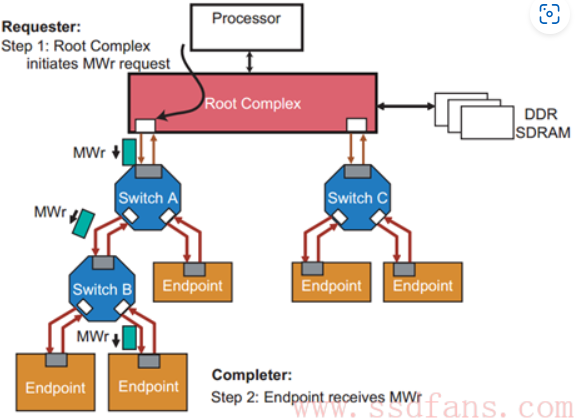 Requester:
Step 1: Root Complex
initiates MWr request
Processor
Root Complex
DDR
SDRAM
MWr
Switch A
Switch C
MWr
Endpoint
Endpoint
Endpoint
Switch B
MWr
Endpoint
Endpoint
Completer:
Step 2: Endpoint receives MWr
www.ssdfans.com